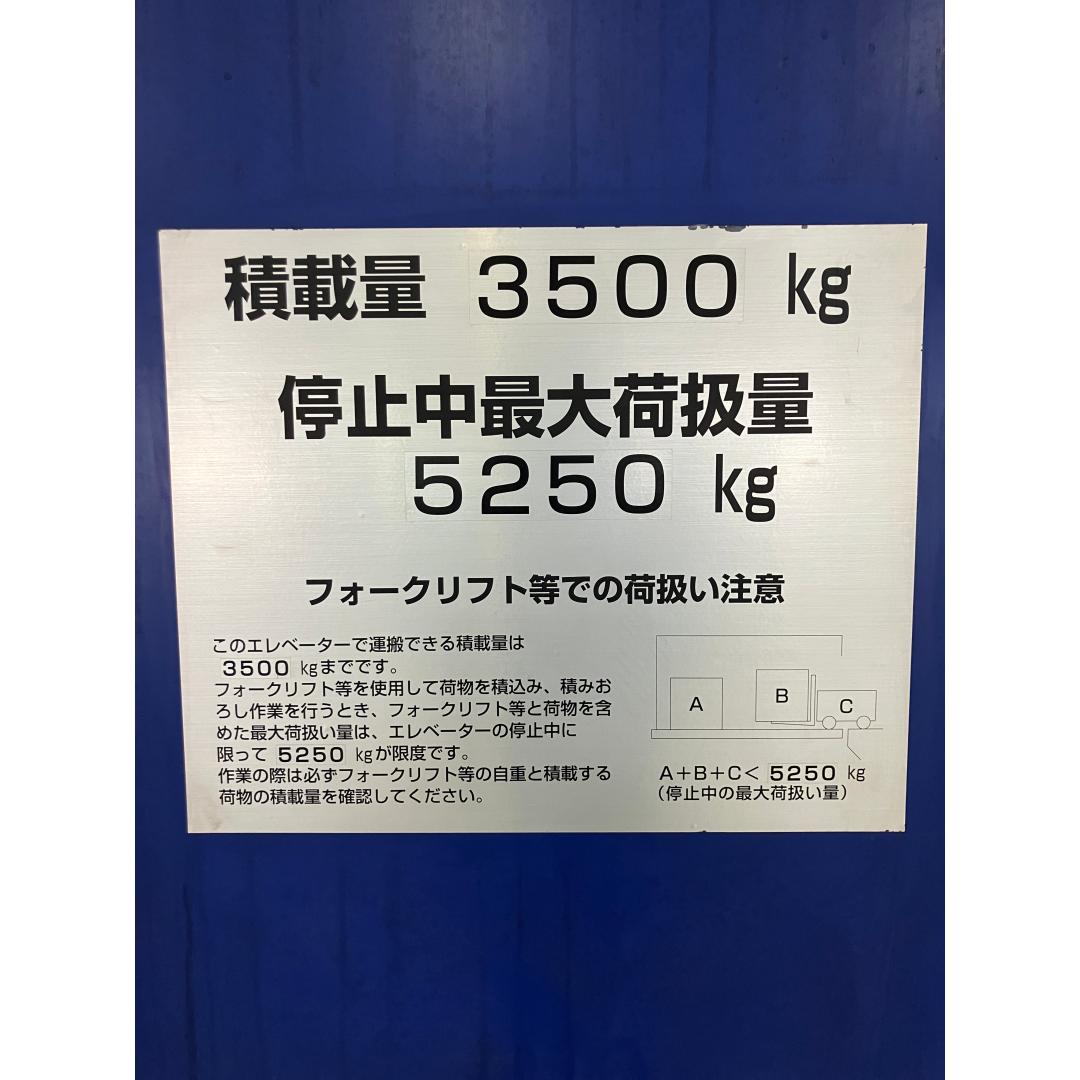 積載量 3500 kg
停止中最大荷扱量
5250 kg
フォークリフト等での荷扱い注意
このエレベーターで運搬できる積載量は
3500 kgまでです。
フォークリフト等を使用して荷物を積込み、積みお
ろし作業を行うとき、フォークリフト等と荷物を含
めた最大荷扱い量は、エレベーターの停止中に
限って 5250 kgが限度です。
作業の際は必ずフォークリフト等の自重と積載する
荷物の積載量を確認してください。
A
B
C
A＋B＋C＜ 5250 kg
（停止中の最大荷扱い量）